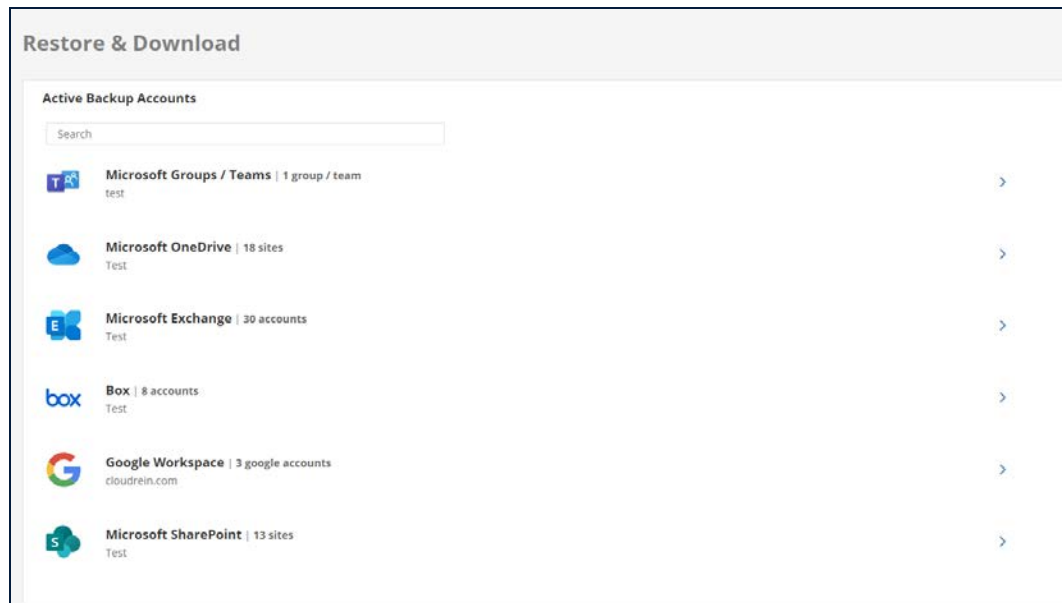 Restore & Download
Active Backup Accounts
Search
Microsoft Groups / Teams | 1 group / team
test
Microsoft OneDrive | 18 sites
Test
Microsoft Exchange | 30 accounts
Test
box
Box | 8 accounts
Test
Google Workspace | 3 google accounts
cloudrein.com
Microsoft SharePoint | 13 sites
Test